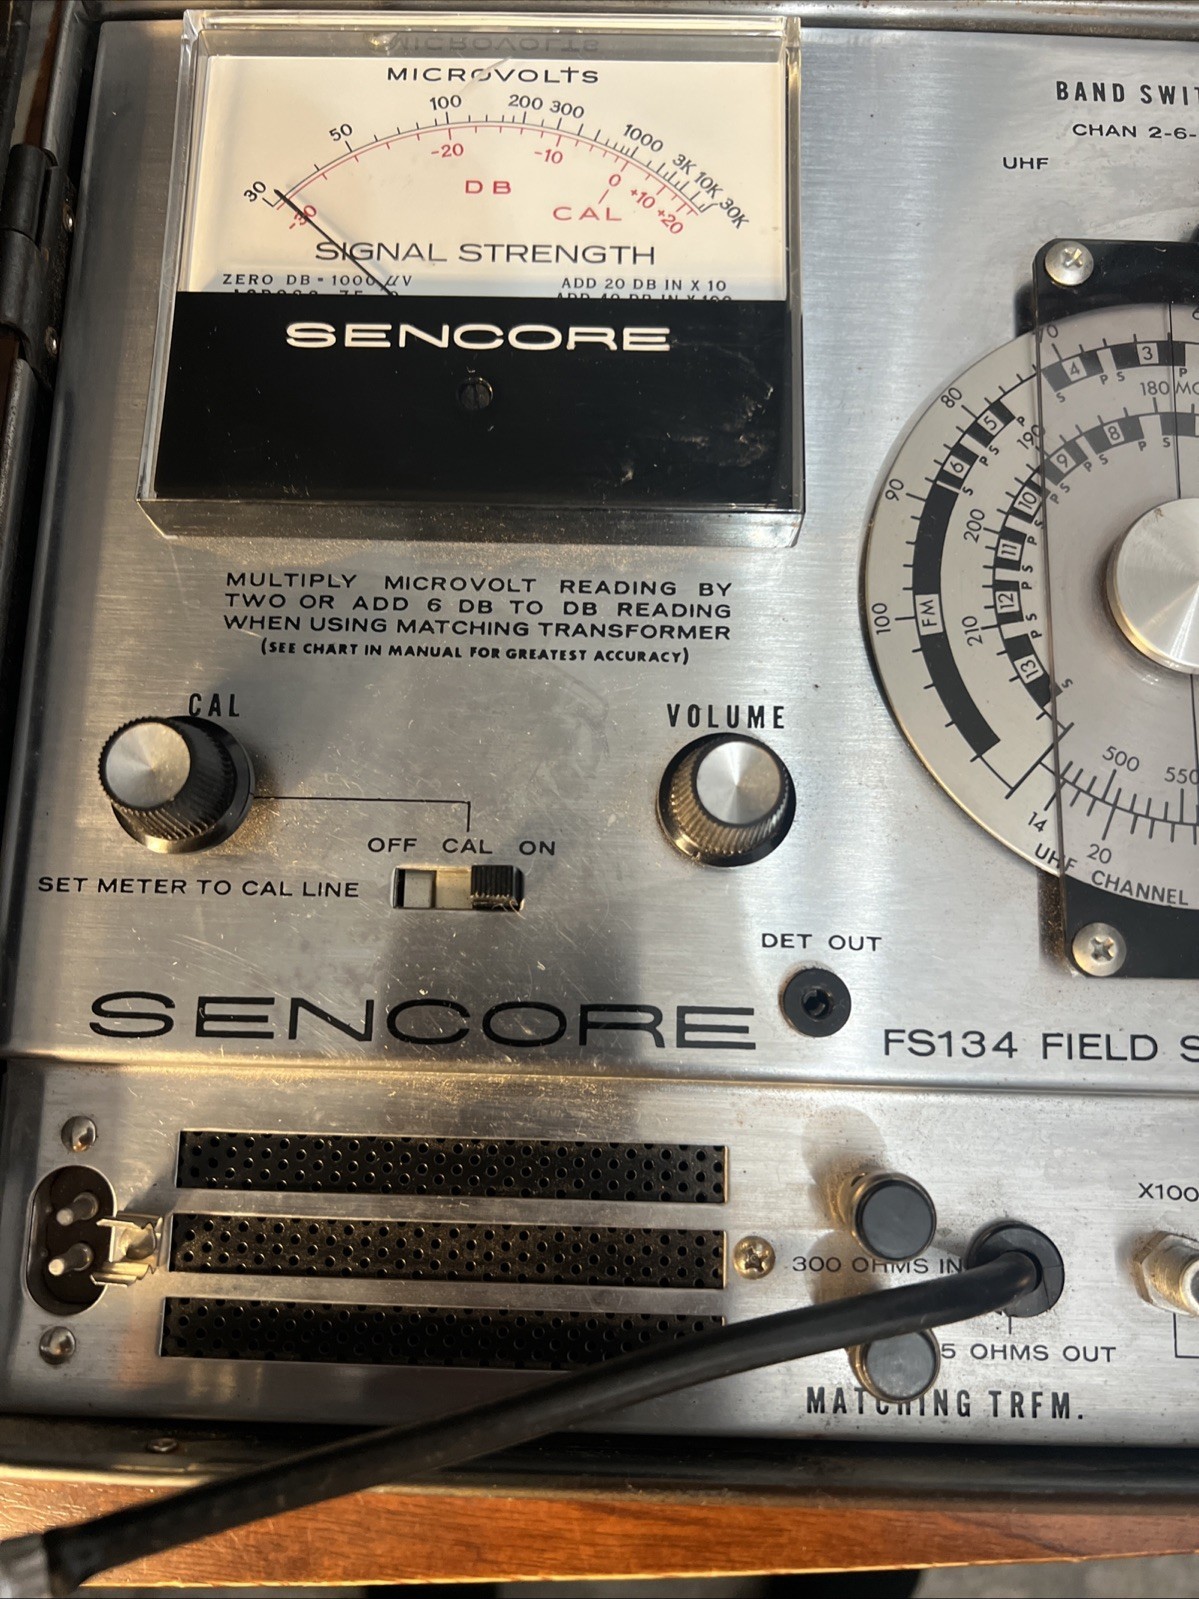 MICROVOLTS
30 50 100 200 300 1000 3K 10K 30K
-30 -20 -10 0 +10 +20
DB
CAL
SIGNAL STRENGTH
ZERO DB = 1000 μV
ADD 20 DB IN X 10
SENCORE
MULTIPLY MICROVOLT READING BY
TWO OR ADD 6 DB TO DB READING
WHEN USING MATCHING TRANSFORMER
(SEE CHART IN MANUAL FOR GREATEST ACCURACY)
BAND
CHAN 2-6-
UHF
80 90 100
3 4 5 6 FM
180 190 200 210
8 9 10 11 12 13
P S
500 550
14 20
UHF CHANNEL
CAL
VOLUME
OFF CAL ON
SET METER TO CAL LINE
DET OUT
SENCORE
FS134 FIELD
X100
300 OHMS IN
5 OHMS OUT
MATCHING TRFM.